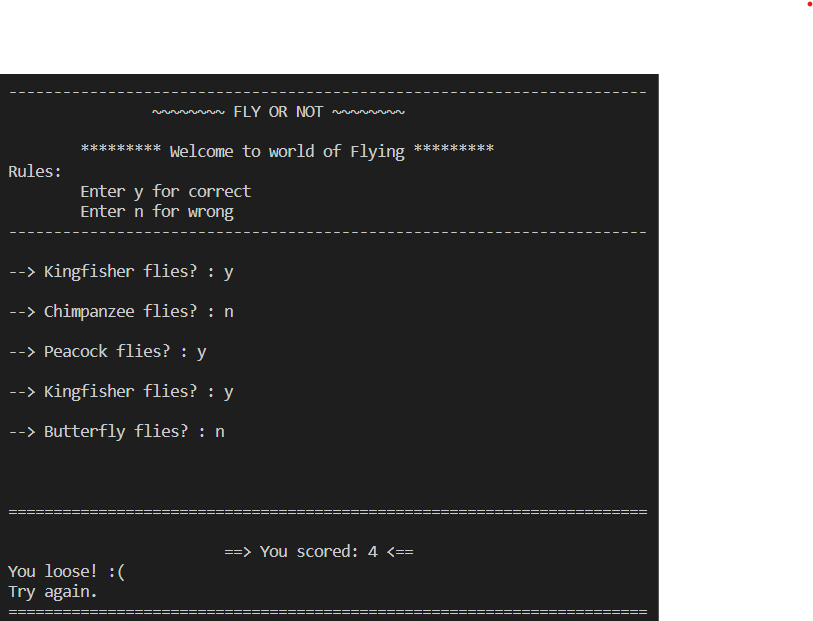 -----------------------------------------------------------------------
~~~~~~~~ FLY OR NOT ~~~~~~~~
********* Welcome to world of Flying *********
Rules:
Enter y for correct
Enter n for wrong
-----------------------------------------------------------------------
--> Kingfisher flies? : y
--> Chimpanzee flies? : n
--> Peacock flies? : y
--> Kingfisher flies? : y
--> Butterfly flies? : n
=======================================================================
==> You scored: 4 <==
You loose! :(
Try again.
=======================================================================